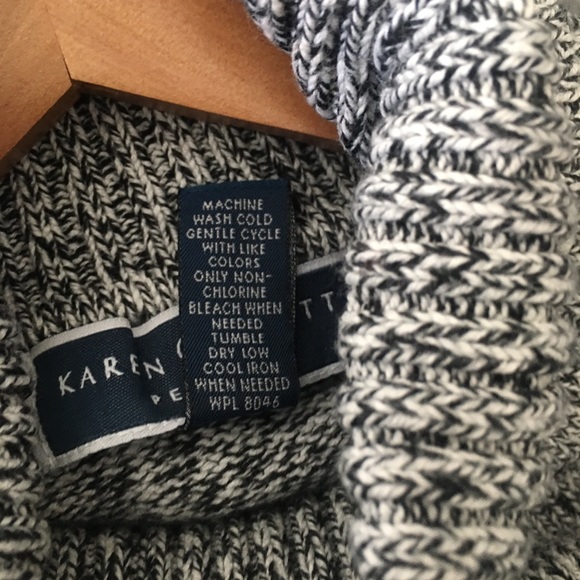 MACHINE
WASH COLD
GENTLE CYCLE
WITH LIKE
COLORS
ONLY NON-
CHLORINE
BLEACH WHEN
NEEDED
TUMBLE
DRY LOW
COOL IRON
WHEN NEEDED
WPL 8046
KAREN